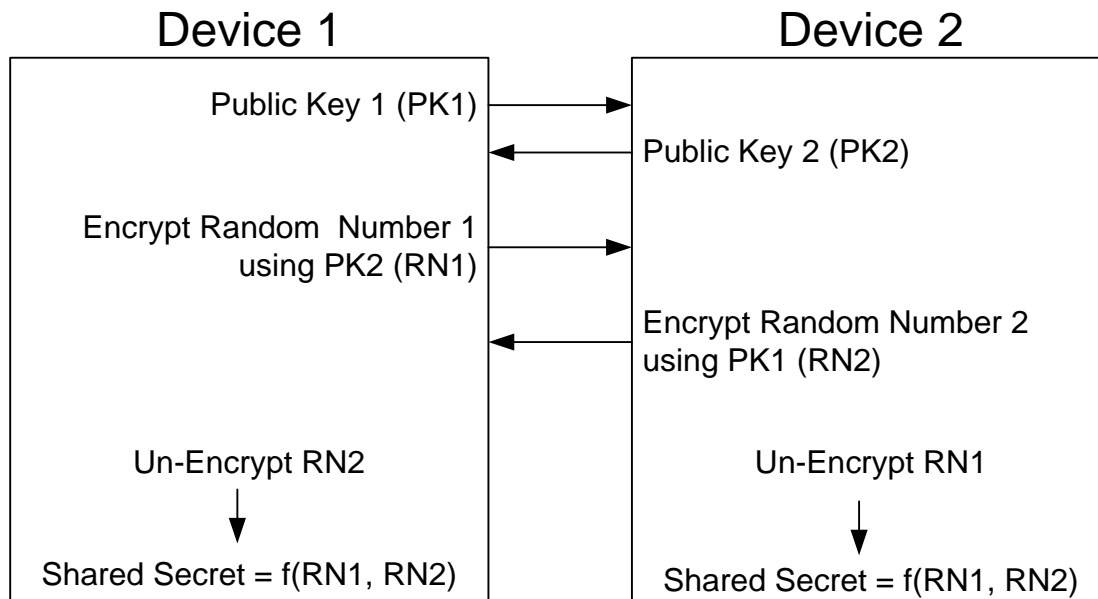 Device 1
Device 2
Public Key 1 (PK1)
Public Key 2 (PK2)
Encrypt Random  Number 1
using PK2 (RN1)
Encrypt Random Number 2
using PK1 (RN2)
Un-Encrypt RN2
Un-Encrypt RN1
Shared Secret = f(RN1, RN2)
Shared Secret = f(RN1, RN2)